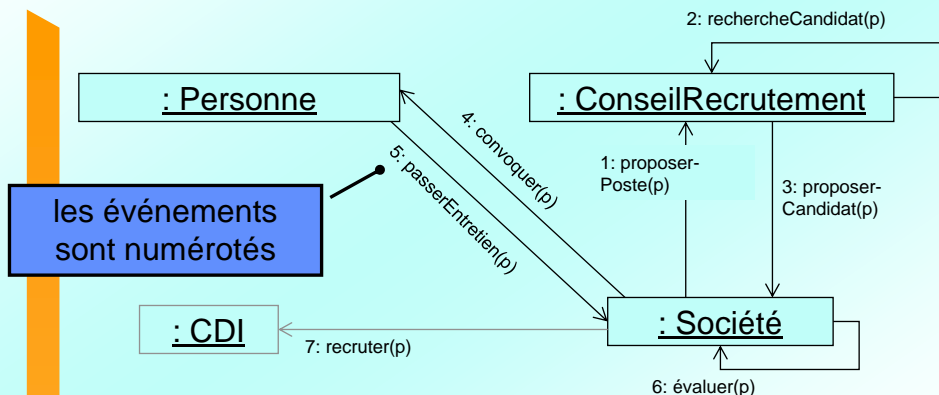 2: rechercheCandidat(p)
: Personne
: ConseilRecrutement
4: convoquer(p)
5: passerEntretien(p)
1: proposer-
Poste(p)
3: proposer-
Candidat(p)
les événements
sont numérotés
: CDI
7: recruter(p)
: Société
6: évaluer(p)